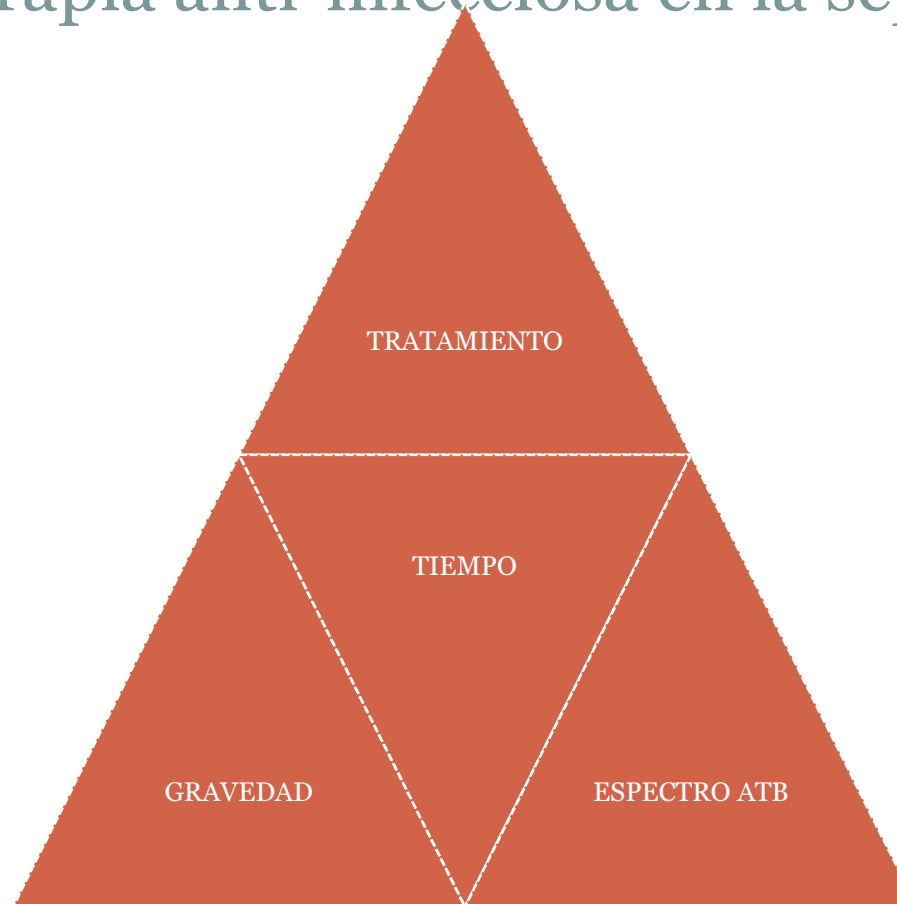 anti-infecciosa en la
TRATAMIENTO
TIEMPO
GRAVEDAD
ESPECTRO ATB